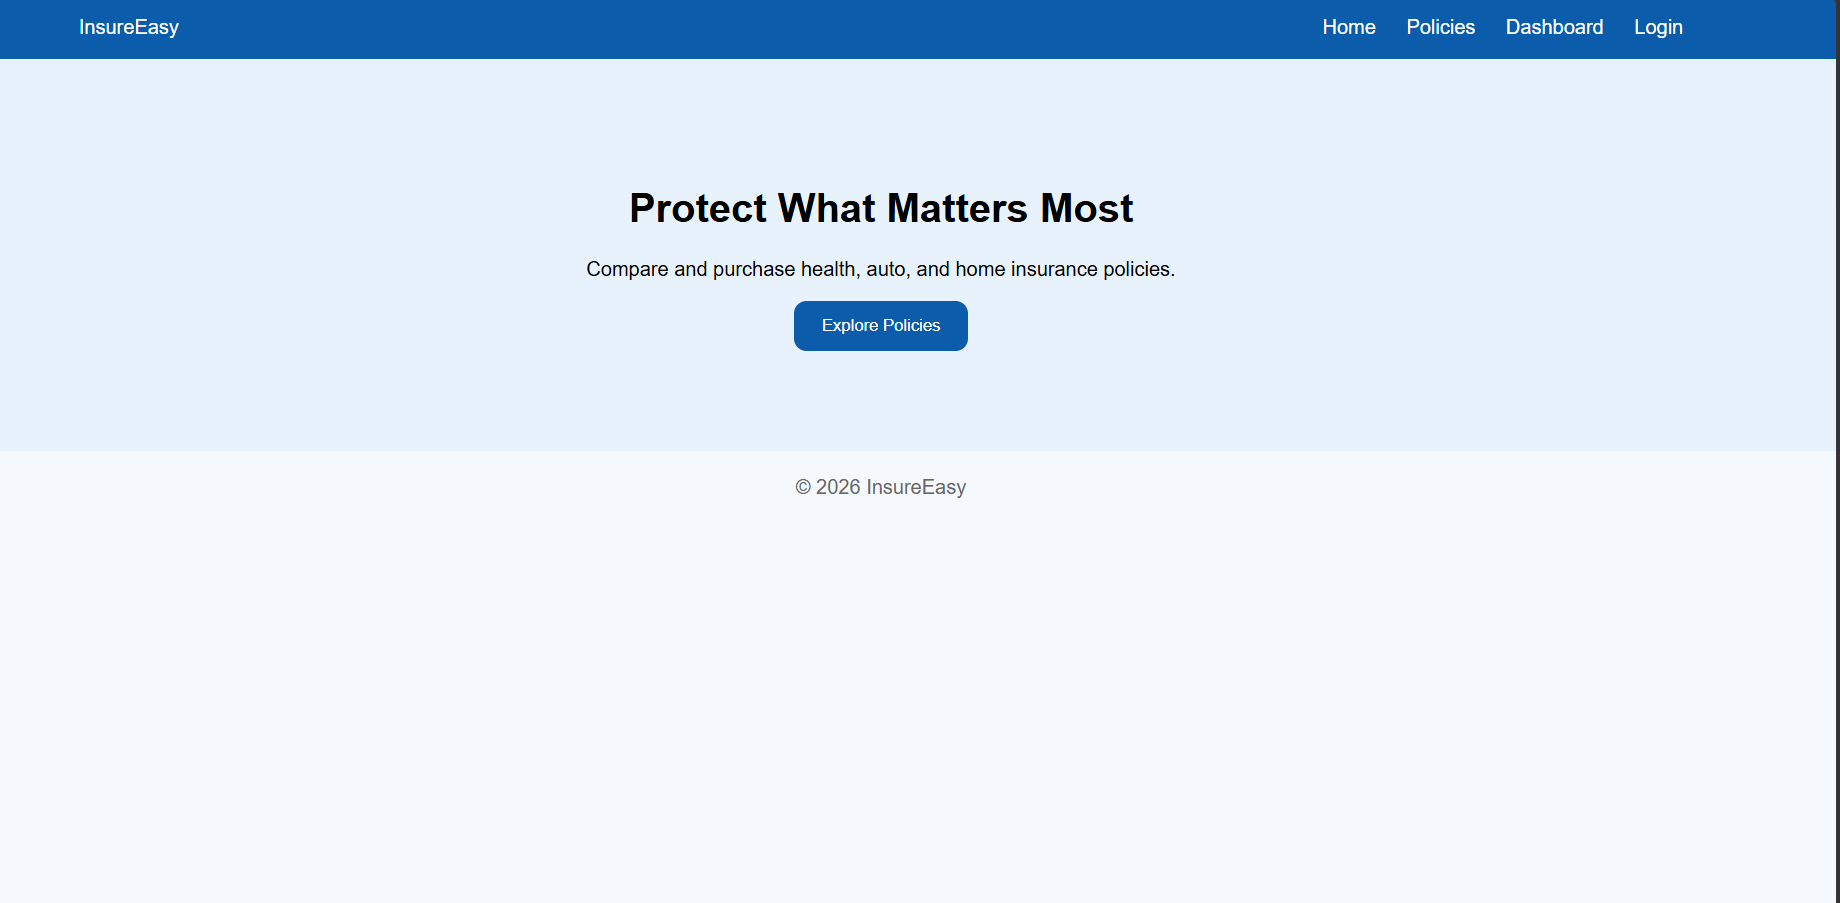 InsureEasy
Home Policies Dashboard Login
Protect What Matters Most
Compare and purchase health, auto, and home insurance policies.
Explore Policies
© 2026 InsureEasy